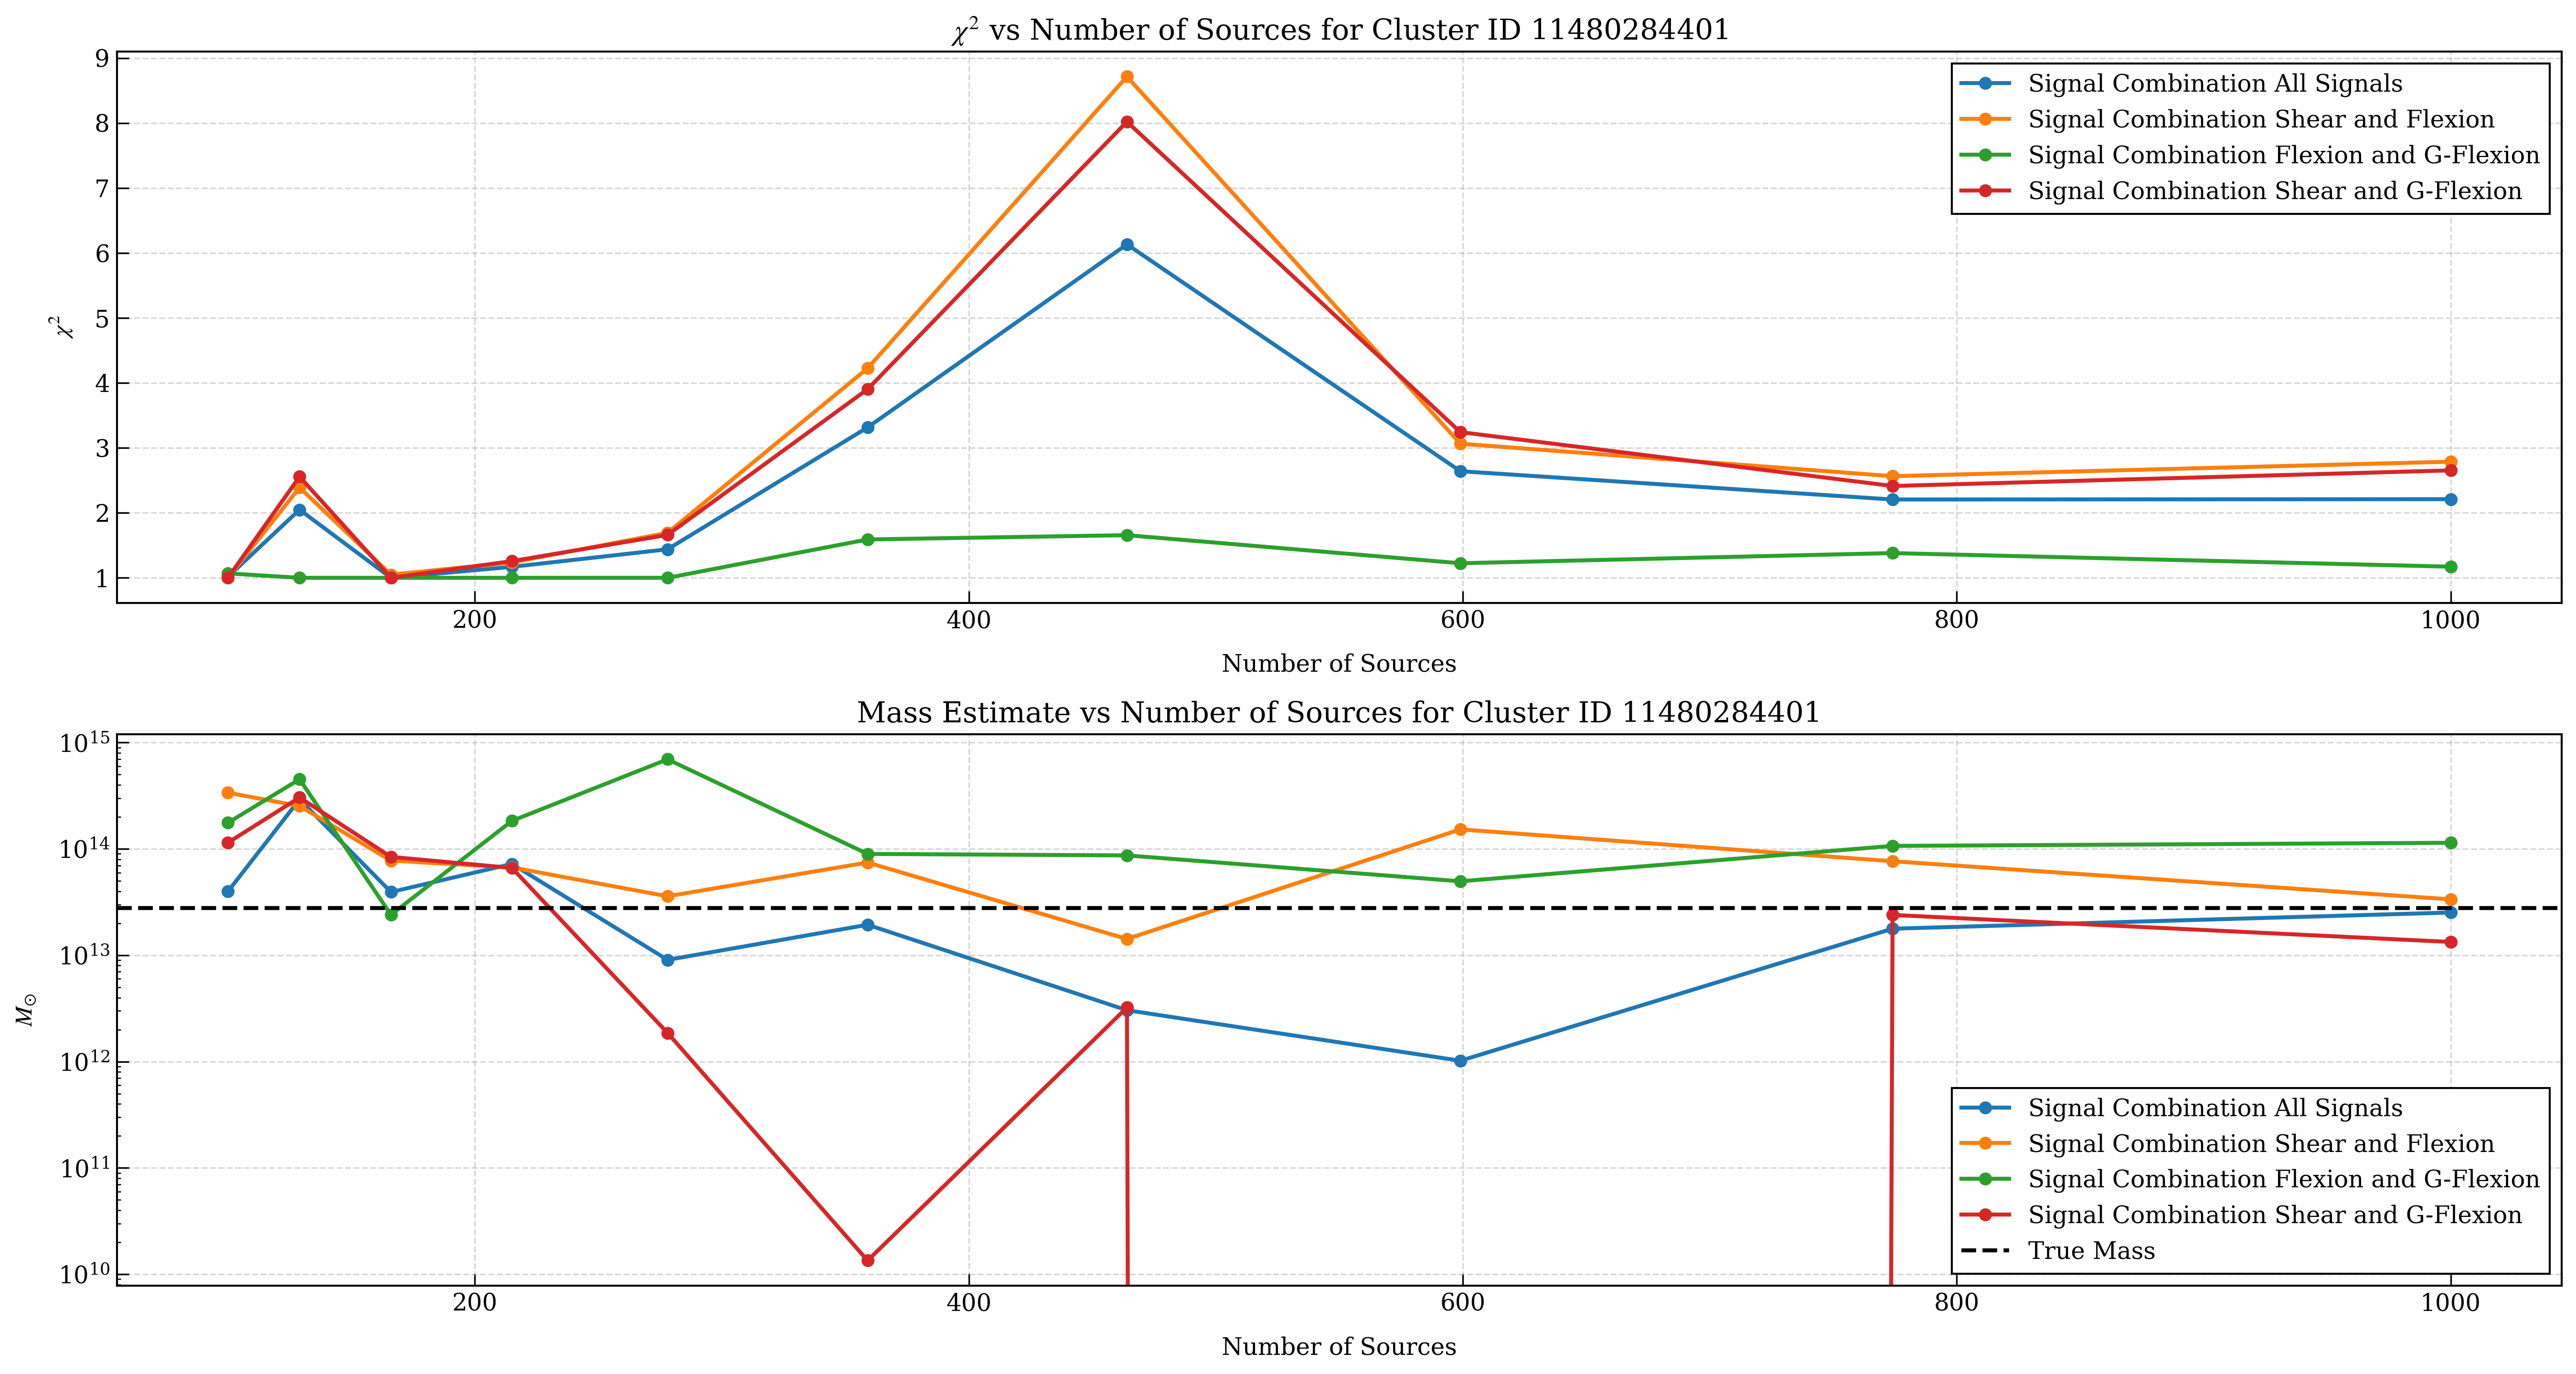 χ² vs Number of Sources for Cluster ID 11480284401
9
8
7
6
5
4
3
2
1
χ²
200 400 600 800 1000
Number of Sources
Signal Combination All Signals
Signal Combination Shear and Flexion
Signal Combination Flexion and G-Flexion
Signal Combination Shear and G-Flexion
Mass Estimate vs Number of Sources for Cluster ID 11480284401
10¹⁵
10¹⁴
10¹³
10¹²
10¹¹
10¹⁰
M⊙
200 400 600 800 1000
Number of Sources
Signal Combination All Signals
Signal Combination Shear and Flexion
Signal Combination Flexion and G-Flexion
Signal Combination Shear and G-Flexion
True Mass